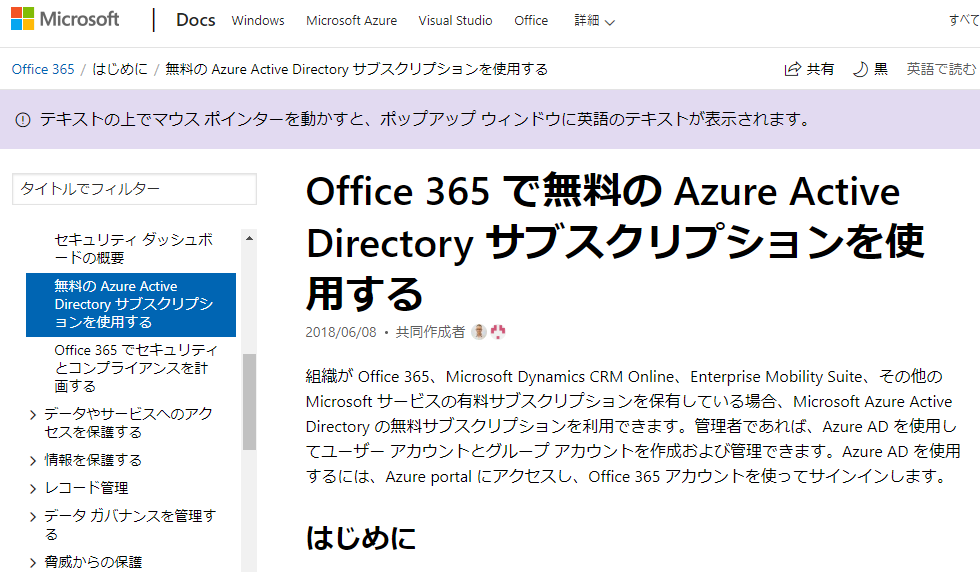 Microsoft
Docs Windows Microsoft Azure Visual Studio Office 詳細
すべて
Office 365 / はじめに / 無料の Azure Active Directory サブスクリプションを使用する
共有 黒 英語で読む
テキストの上でマウス ポインターを動かすと、ポップアップ ウィンドウに英語のテキストが表示されます。
タイトルでフィルター
セキュリティ ダッシュボ
ードの概要
無料の Azure Active
Directory サブスクリプシ
ョンを使用する
Office 365 でセキュリティ
とコンプライアンスを計
画する
データやサービスへのアク
セスを保護する
情報を保護する
レコード管理
データ ガバナンスを管理す
る
脅威からの保護
Office 365 で無料の Azure Active
Directory サブスクリプションを使
用する
2018/06/08 • 共同作成者
組織が Office 365、Microsoft Dynamics CRM Online、Enterprise Mobility Suite、その他の
Microsoft サービスの有料サブスクリプションを保有している場合、Microsoft Azure Active
Directory の無料サブスクリプションを利用できます。管理者であれば、Azure AD を使用し
てユーザー アカウントとグループ アカウントを作成および管理できます。Azure AD を使用
するには、Azure portal にアクセスし、Office 365 アカウントを使ってサインインします。
はじめに